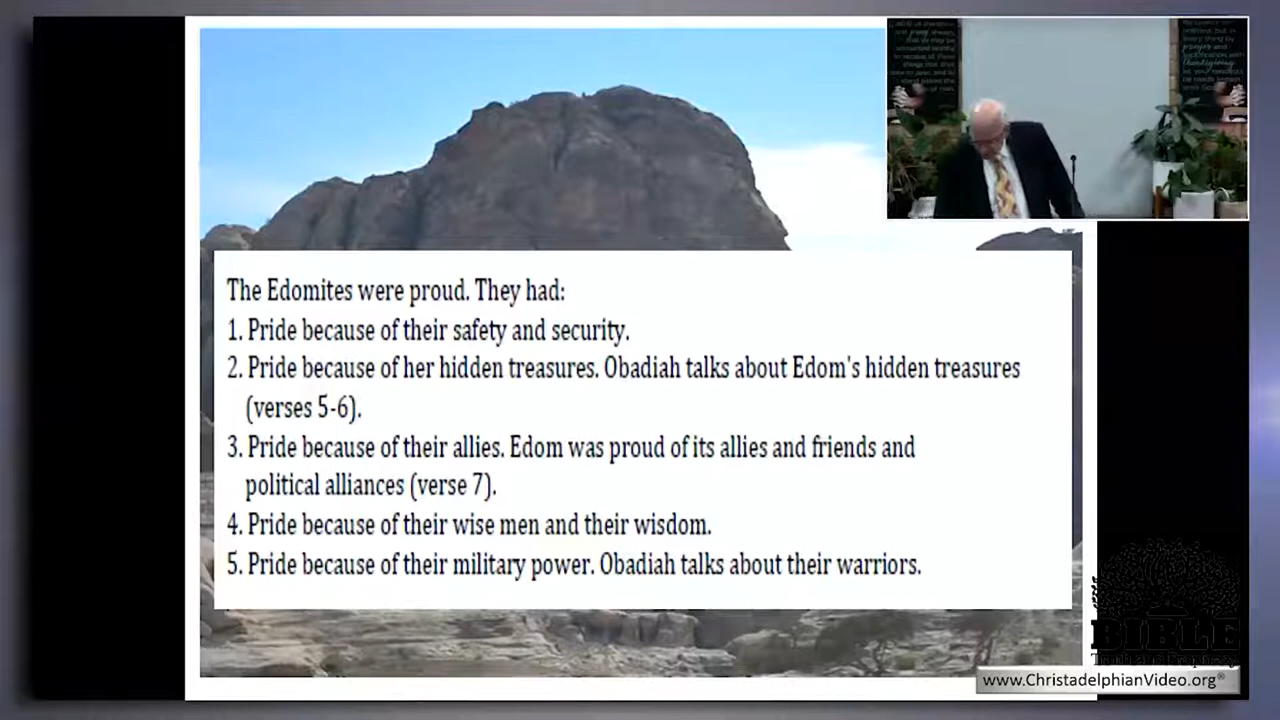 The Edomites were proud. They had:
1. Pride because of their safety and security.
2. Pride because of her hidden treasures. Obadiah talks about Edom's hidden treasures
(verses 5-6).
3. Pride because of their allies. Edom was proud of its allies and friends and
political alliances (verse 7).
4. Pride because of their wise men and their wisdom.
5. Pride because of their military power. Obadiah talks about their warriors.
BIBLE
www.ChristadelphianVideo.org®